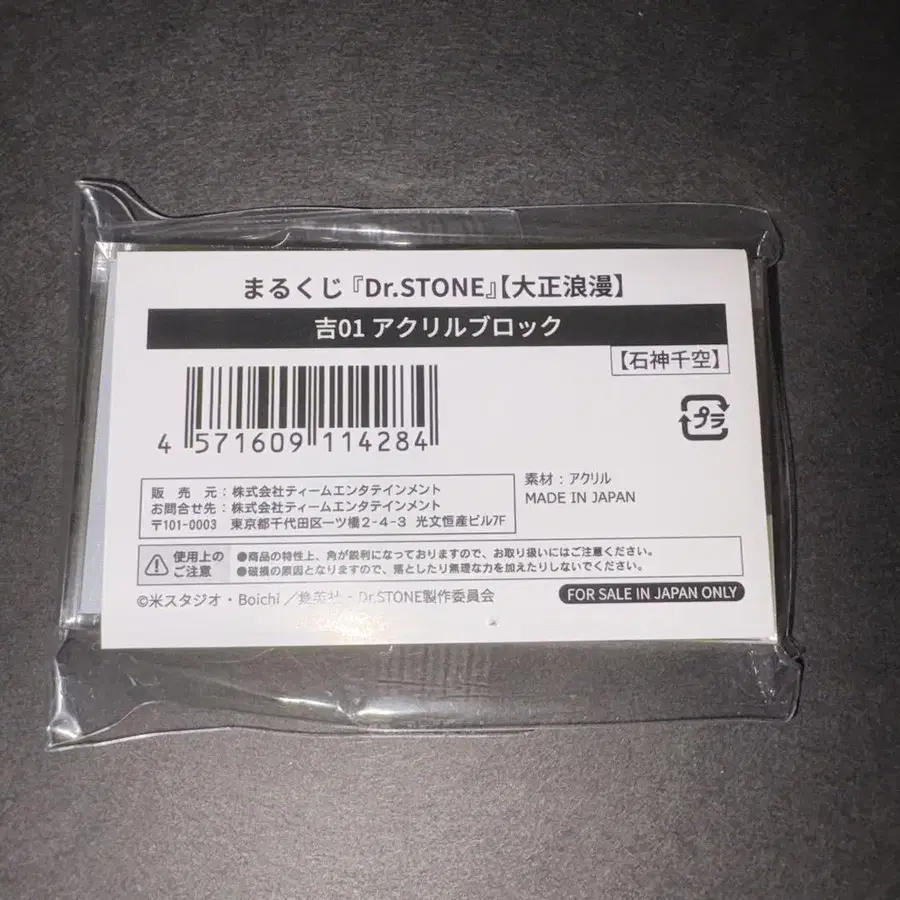 まるくじ『Dr.STONE』【大正浪漫】
吉01 アクリルブロック
【石神千空】
4 571609 114284
プラ
素材：アクリル
MADE IN JAPAN
販売元：株式会社ティームエンタテインメント
お問合せ先：株式会社ティームエンタテインメント
〒101-0003 東京都千代田区一ツ橋2-4-3 光文恒産ビル7F
使用上のご注意
●商品の特性上、角が鋭利になっておりますので、お取り扱いにはご注意ください。
●破損の原因となりますので、落としたり無理な力を加えたりしないでください。
©米スタジオ・Boichi／集英社・Dr.STONE製作委員会
FOR SALE IN JAPAN ONLY